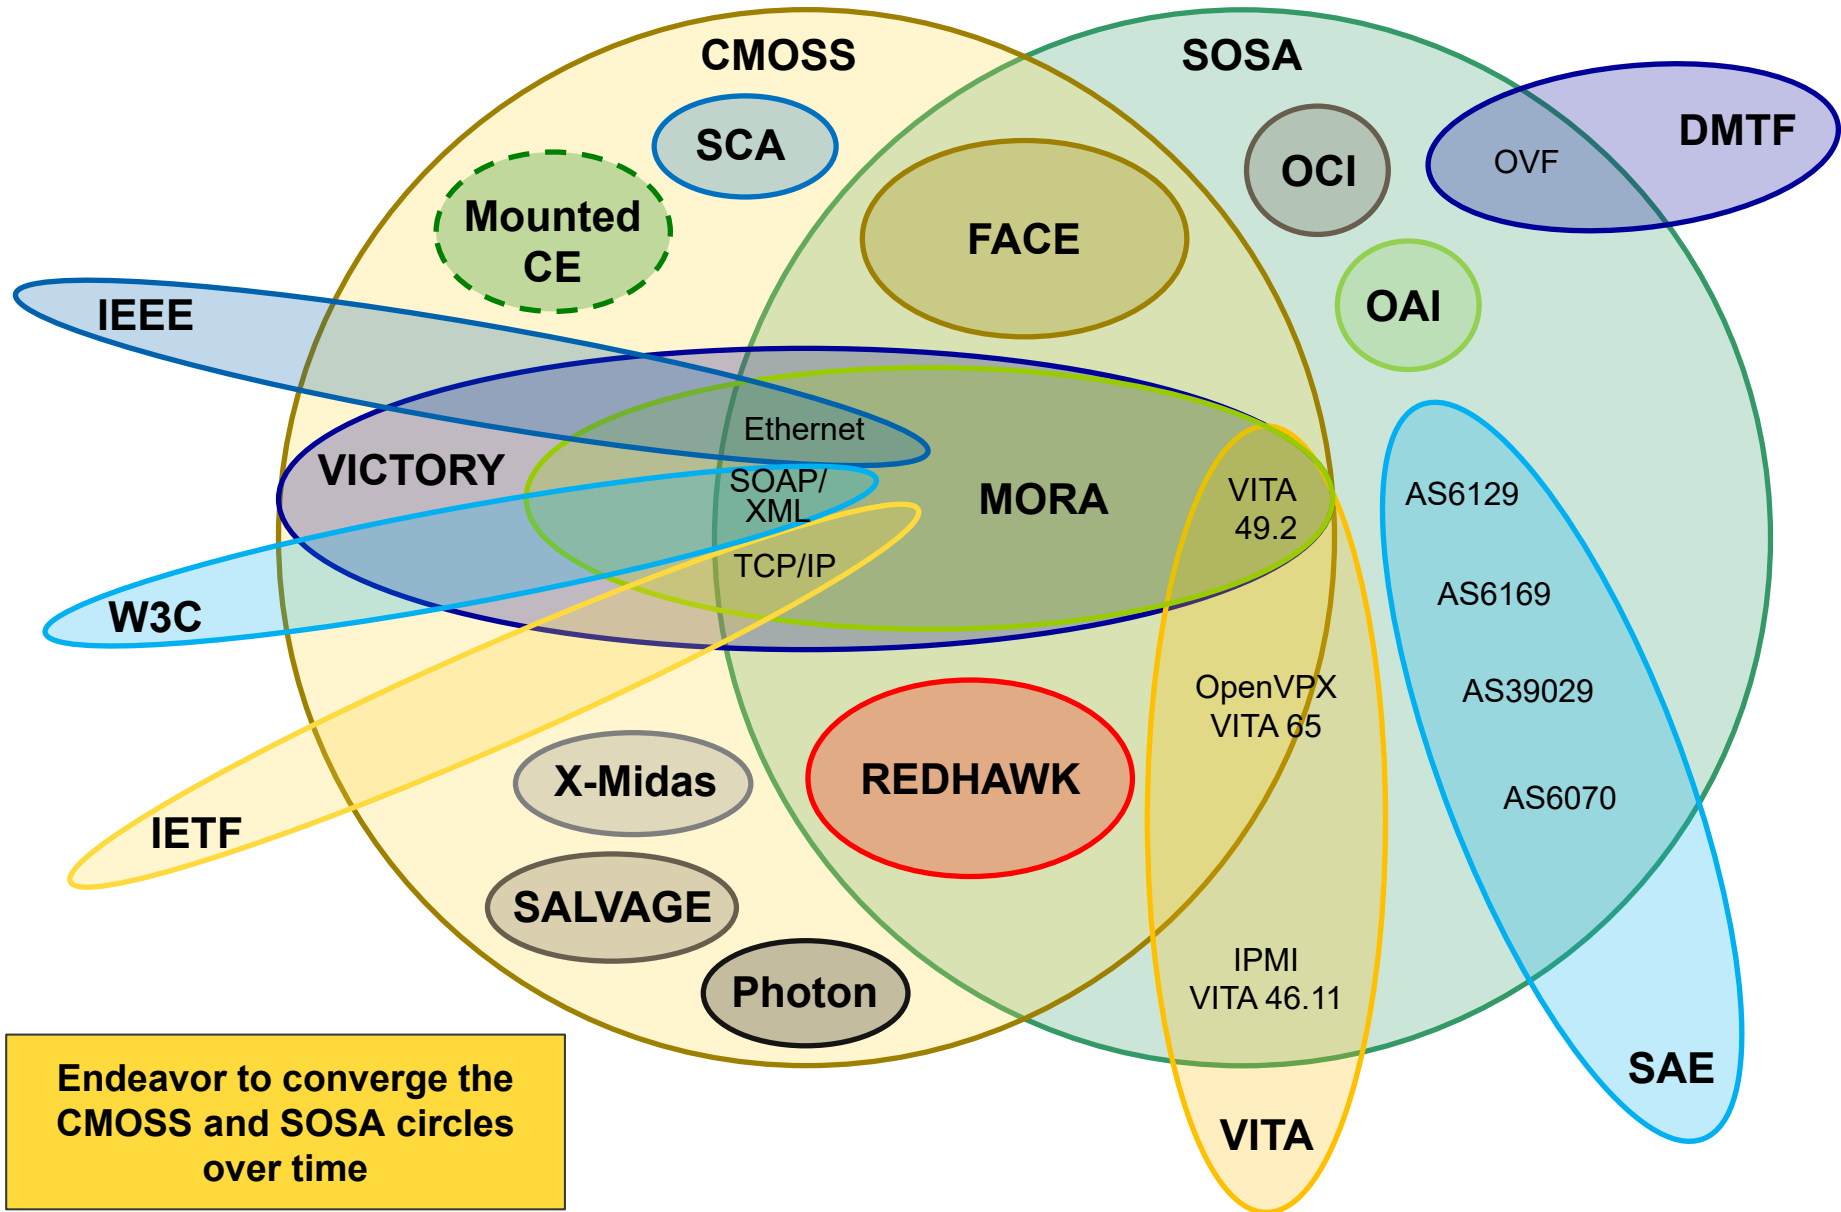 CMOSS
SOSA
SCA
OCI
DMTF
OVF
Mounted
CE
FACE
OAI
IEEE
Ethernet
VICTORY
SOAP/
XML
MORA
VITA
49.2
AS6129
TCP/IP
AS6169
W3C
OpenVPX
VITA 65
AS39029
X-Midas
REDHAWK
AS6070
IETF
SALVAGE
Photon
IPMI
VITA 46.11
SAE
VITA
Endeavor to converge the
CMOSS and SOSA circles
over time